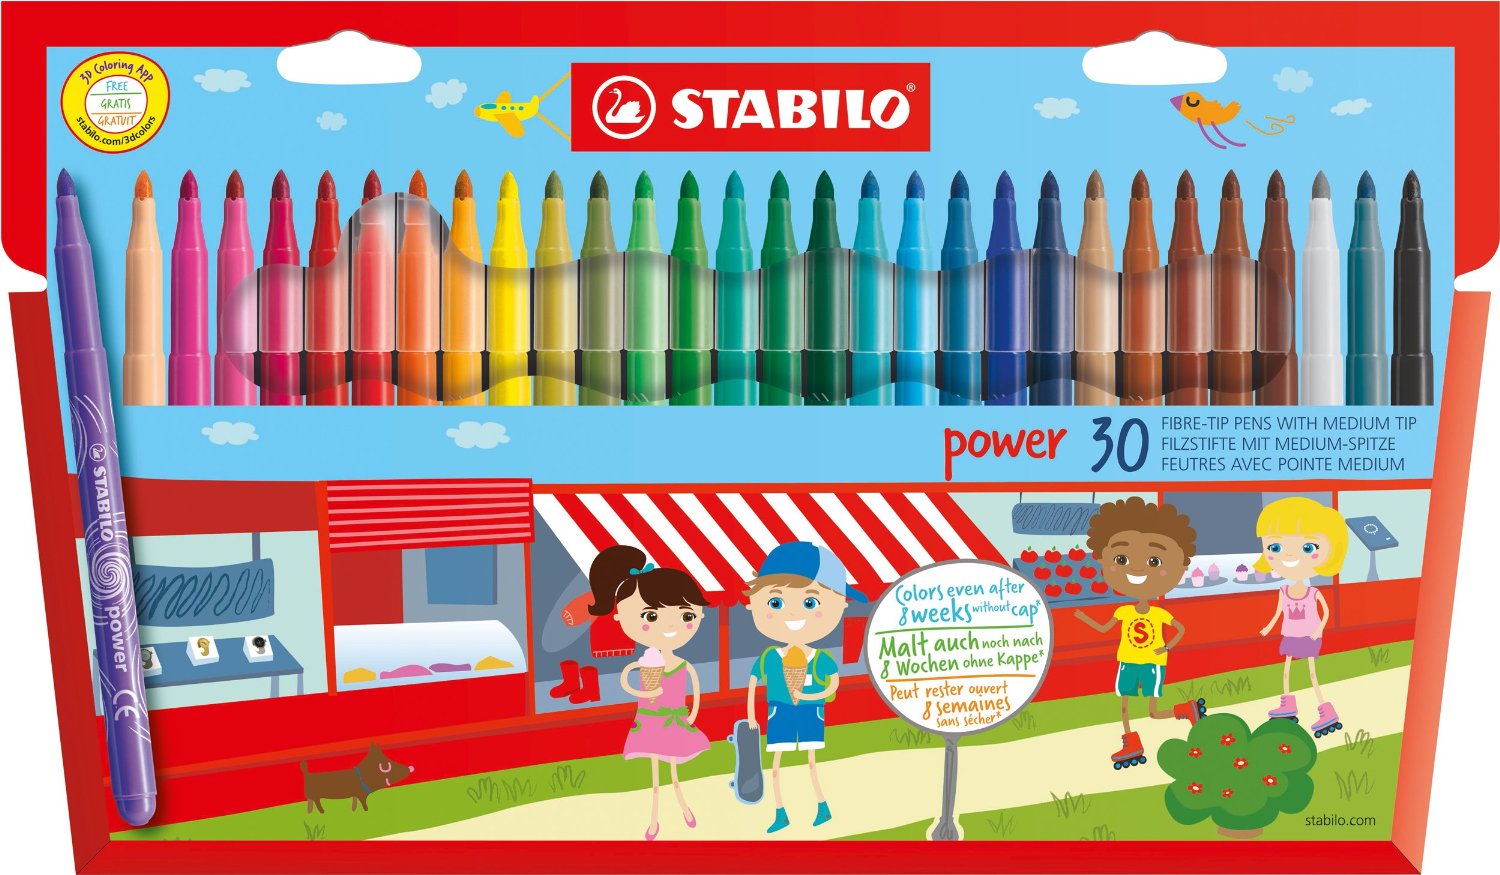 3D Coloring App
FREE
GRATIS
GRATUIT
stabilo.com/3dcolors
STABILO®
power 30
FIBRE-TIP PENS WITH MEDIUM TIP
FILZSTIFTE MIT MEDIUM-SPITZE
FEUTRES AVEC POINTE MEDIUM
STABILO power CE
Colors even after
8 weeks without cap*
Malt auch noch nach
8 Wochen ohne Kappe*
Peut rester ouvert
8 semaines
sans sécher*
S
stabilo.com